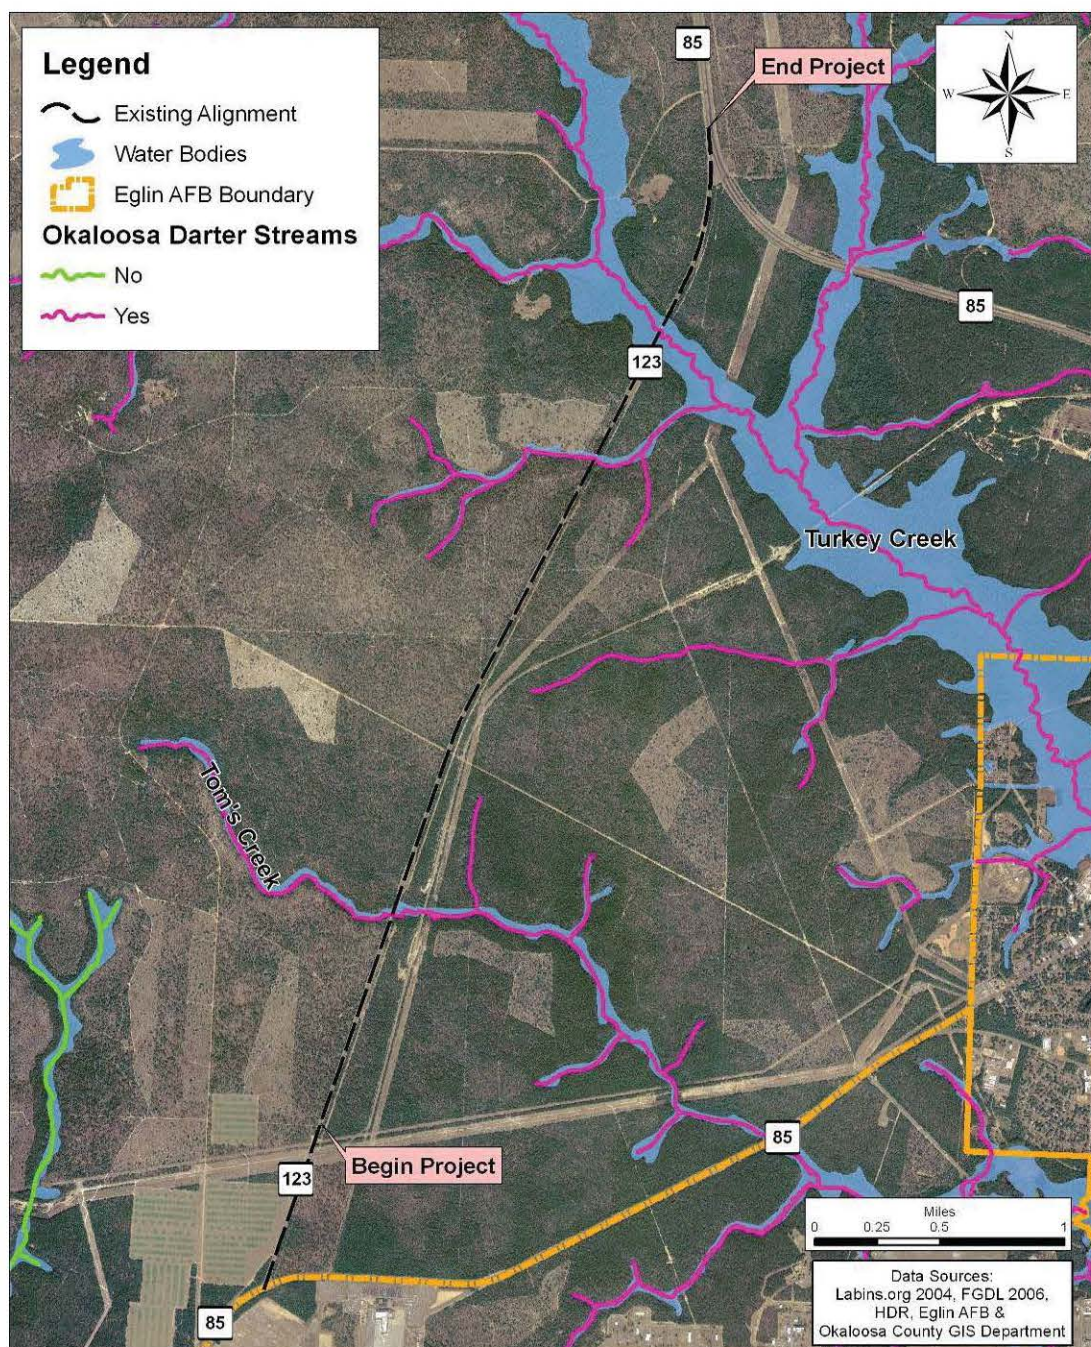 Legend
Existing Alignment
Water Bodies
Eglin AFB Boundary
Okaloosa Darter Streams
No
Yes
85
End Project
N
W E
S
85
123
Turkey Creek
Tom's Creek
85
Begin Project
123
Miles
0 0.25 0.5 1
Data Sources:
Labins.org 2004, FGDL 2006,
HDR, Eglin AFB &
Okaloosa County GIS Department
85